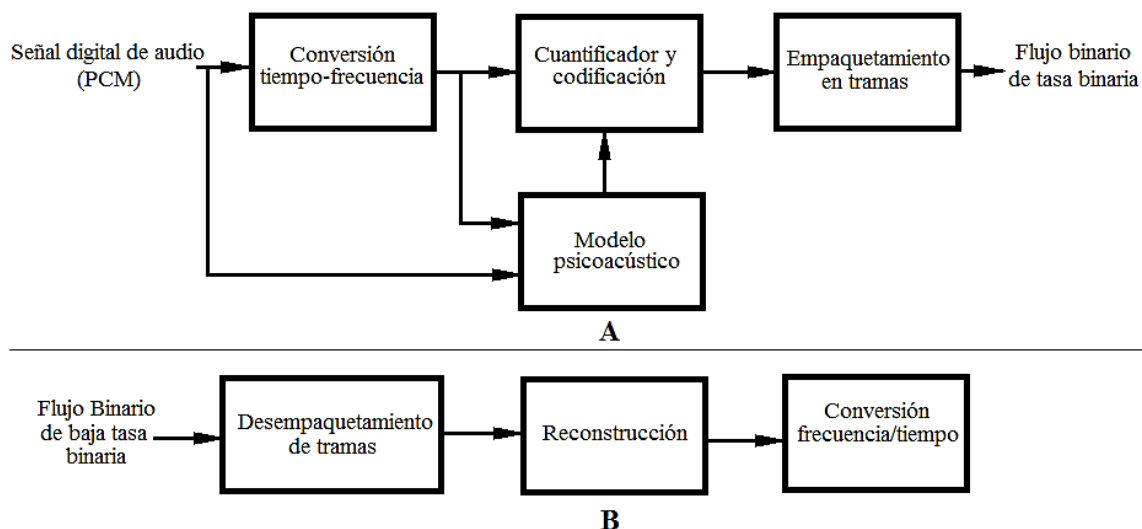 Señal digital de audio
(PCM)
Conversión
tiempo-frecuencia
Cuantificador y
codificación
Empaquetamiento
en tramas
Flujo binario
de tasa binaria
Modelo
psicoacústico
A
Flujo Binario
de baja tasa
binaria
Desempaquetamiento
de tramas
Reconstrucción
Conversión
frecuencia/tiempo
B